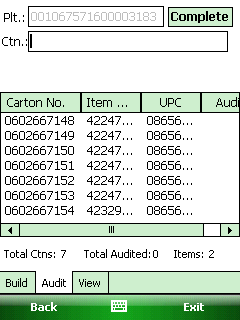 Plt.: 001067571600003183 Complete
Ctn.:
Carton No. Item ... UPC Audi
0602667148 42247... 08656...
0602667149 42247... 08656...
0602667150 42247... 08656...
0602667151 42247... 08656...
0602667152 42247... 08656...
0602667153 42247... 08656...
0602667154 42329... 08656...
Total Ctns: 7 Total Audited:0 Items: 2
Build Audit View
Back Exit